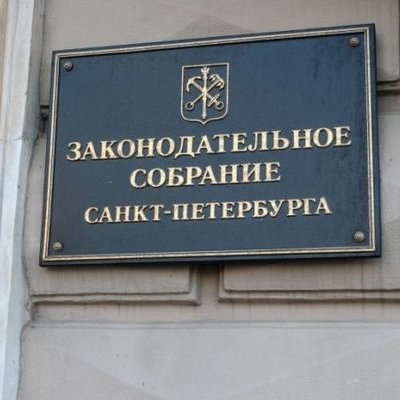 ЗАКОНОДАТЕЛЬНОЕ
СОБРАНИЕ
САНКТ-ПЕТЕРБУРГА